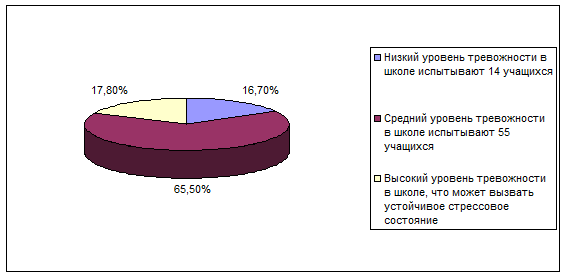 17,80%
16,70%
65,50%
Низкий уровень тревожности в
школе испытывают 14 учащихся
Средний уровень тревожности
в школе испытывают 55
учащихся
Высокий уровень тревожности
в школе, что может вызвать
устойчивое стрессовое
состояние